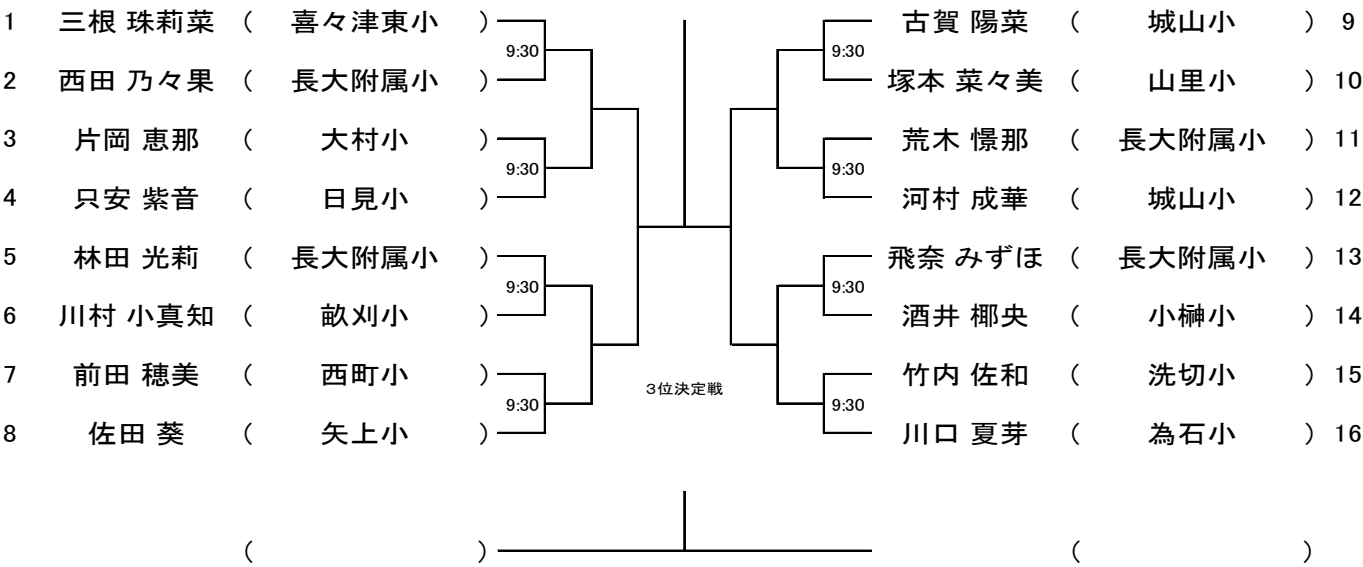 1 三根 珠莉菜 ( 喜々津東小 ) 古賀 陽菜 ( 城山小 ) 9
9:30 9:30
2 西田 乃々果 ( 長大附属小 ) 塚本 菜々美 ( 山里小 ) 10
3 片岡 恵那 ( 大村小 ) 荒木 憬那 ( 長大附属小 ) 11
9:30 9:30
4 只安 紫音 ( 日見小 ) 河村 成華 ( 城山小 ) 12
5 林田 光莉 ( 長大附属小 ) 飛奈 みずほ ( 長大附属小 ) 13
9:30 9:30
6 川村 小真知 ( 畝刈小 ) 酒井 椰央 ( 小榊小 ) 14
7 前田 穂美 ( 西町小 ) 竹内 佐和 ( 洗切小 ) 15
3位決定戦
9:30 9:30
8 佐田 葵 ( 矢上小 ) 川口 夏芽 ( 為石小 ) 16
( ) ( )